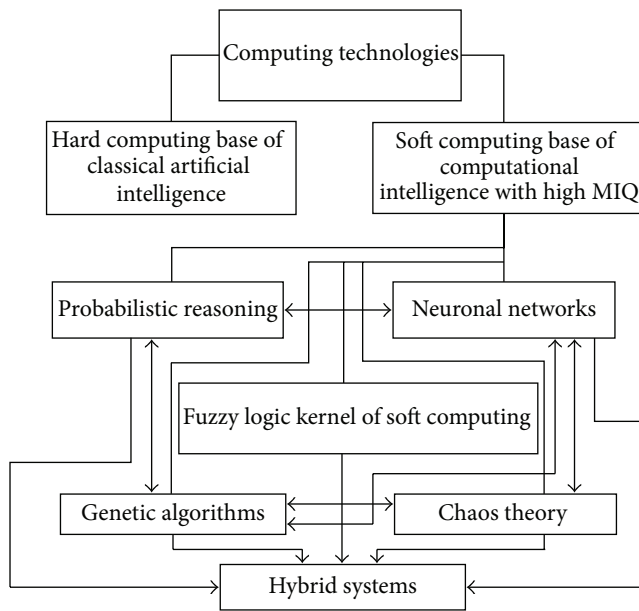 Computing technologies
Hard computing base of
classical artificial
intelligence
Soft computing base of
computational
intelligence with high MIQ
Probabilistic reasoning
Neuronal networks
Fuzzy logic kernel of soft computing
Genetic algorithms
Chaos theory
Hybrid systems